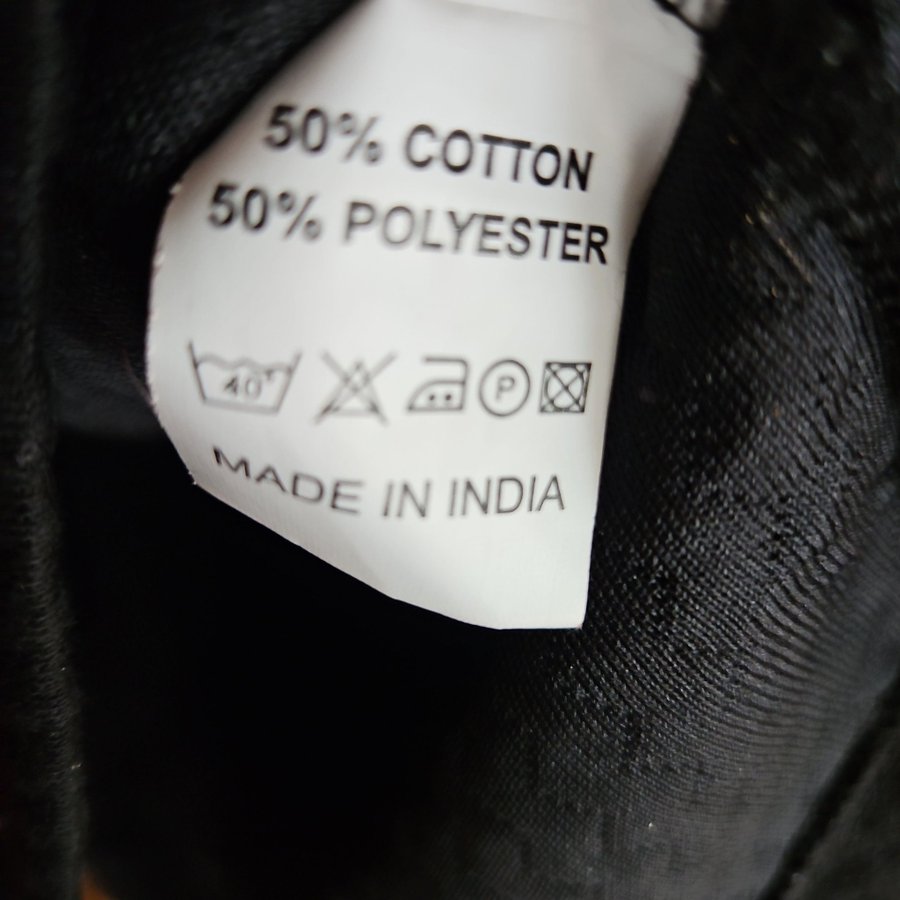 50% COTTON
50% POLYESTER
40° P
MADE IN INDIA